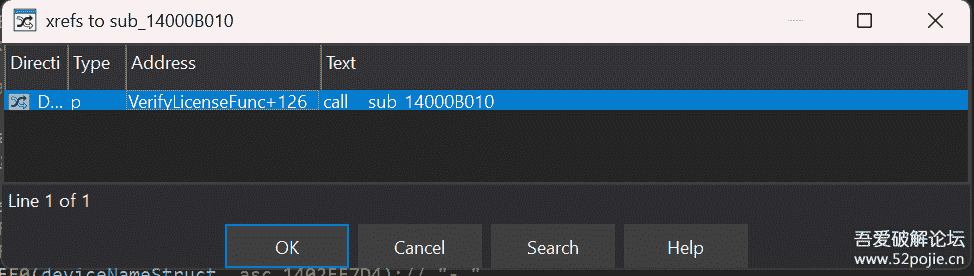 xrefs to sub_14000B010
Directi Type Address Text
D... p VerifyLicenseFunc+126 call sub_14000B010
Line 1 of 1
OK Cancel Search Help
吾爱破解论坛
www.52pojie.cn